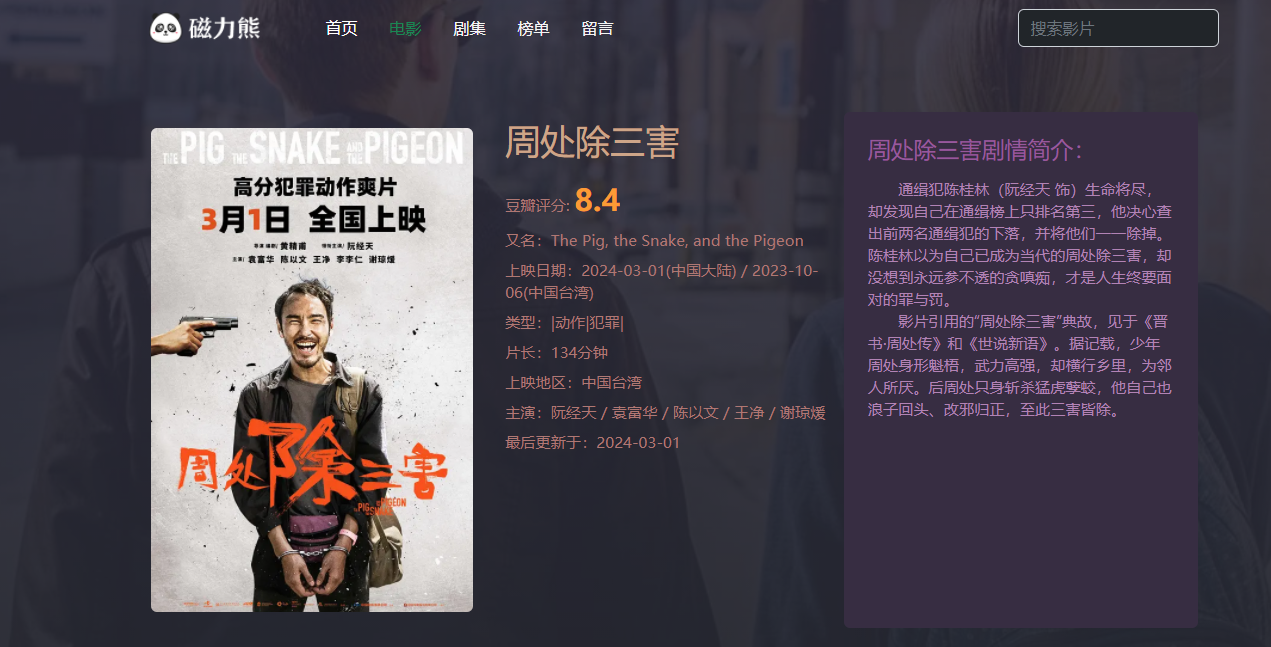 磁力熊
首页
电影
剧集
榜单
留言
搜索影片
THE PIG THE SNAKE AND THE PIGEON
高分犯罪动作爽片
3月1日 全国上映
导演 编剧/ 黄精甫 特别主演/ 阮经天
主演/ 袁富华 陈以文 王净 李李仁 谢琼煖
周处除三害
周处除三害
豆瓣评分: 8.4
又名：The Pig, the Snake, and the Pigeon
上映日期：2024-03-01(中国大陆) / 2023-10-
06(中国台湾)
类型：|动作|犯罪|
片长：134分钟
上映地区：中国台湾
主演：阮经天 / 袁富华 / 陈以文 / 王净 / 谢琼煖
最后更新于：2024-03-01
周处除三害剧情简介：
通缉犯陈桂林（阮经天 饰）生命将尽，
却发现自己在通缉榜上只排名第三，他决心查
出前两名通缉犯的下落，并将他们一一除掉。
陈桂林以为自己已成为当代的周处除三害，却
没想到永远参不透的贪嗔痴，才是人生终要面
对的罪与罚。
影片引用的“周处除三害”典故，见于《晋
书·周处传》和《世说新语》。据记载，少年
周处身形魁梧，武力高强，却横行乡里，为邻
人所厌。后周处只身斩杀猛虎孽蛟，他自己也
浪子回头、改邪归正，至此三害皆除。